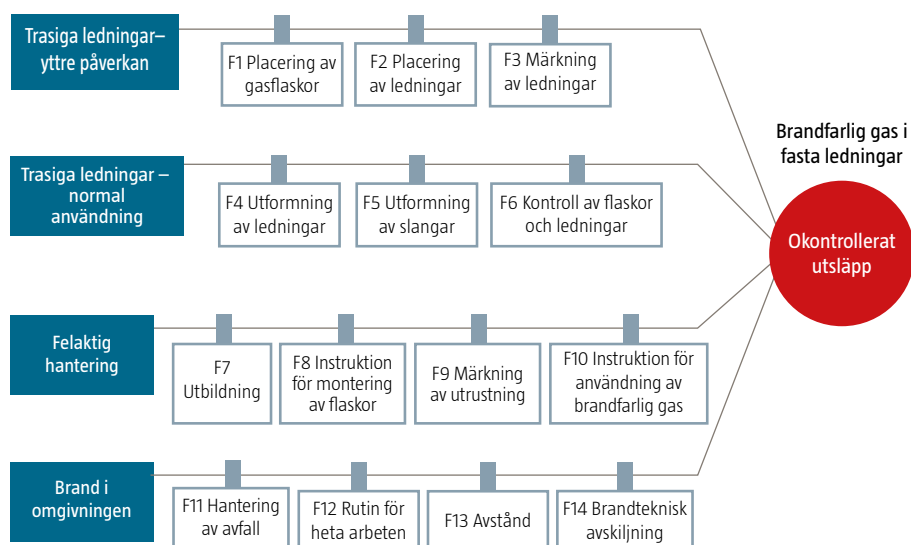 Trasiga ledningar–
yttre påverkan
F1 Placering av
gasflaskor
F2 Placering
av ledningar
F3 Märkning
av ledningar
Brandfarlig gas i
fasta ledningar
Trasiga ledningar –
normal
användning
F4 Utformning
av ledningar
F5 Utformning
av slangar
F6 Kontroll av flaskor
och ledningar
Okontrollerat
utsläpp
Felaktig
hantering
F7
Utbildning
F8 Instruktion
för montering
av flaskor
F9 Märkning
av utrustning
F10 Instruktion för
användning av
brandfarlig gas
Brand i
omgivningen
F11 Hantering
av avfall
F12 Rutin för
heta arbeten
F13 Avstånd
F14 Brandteknisk
avskiljning